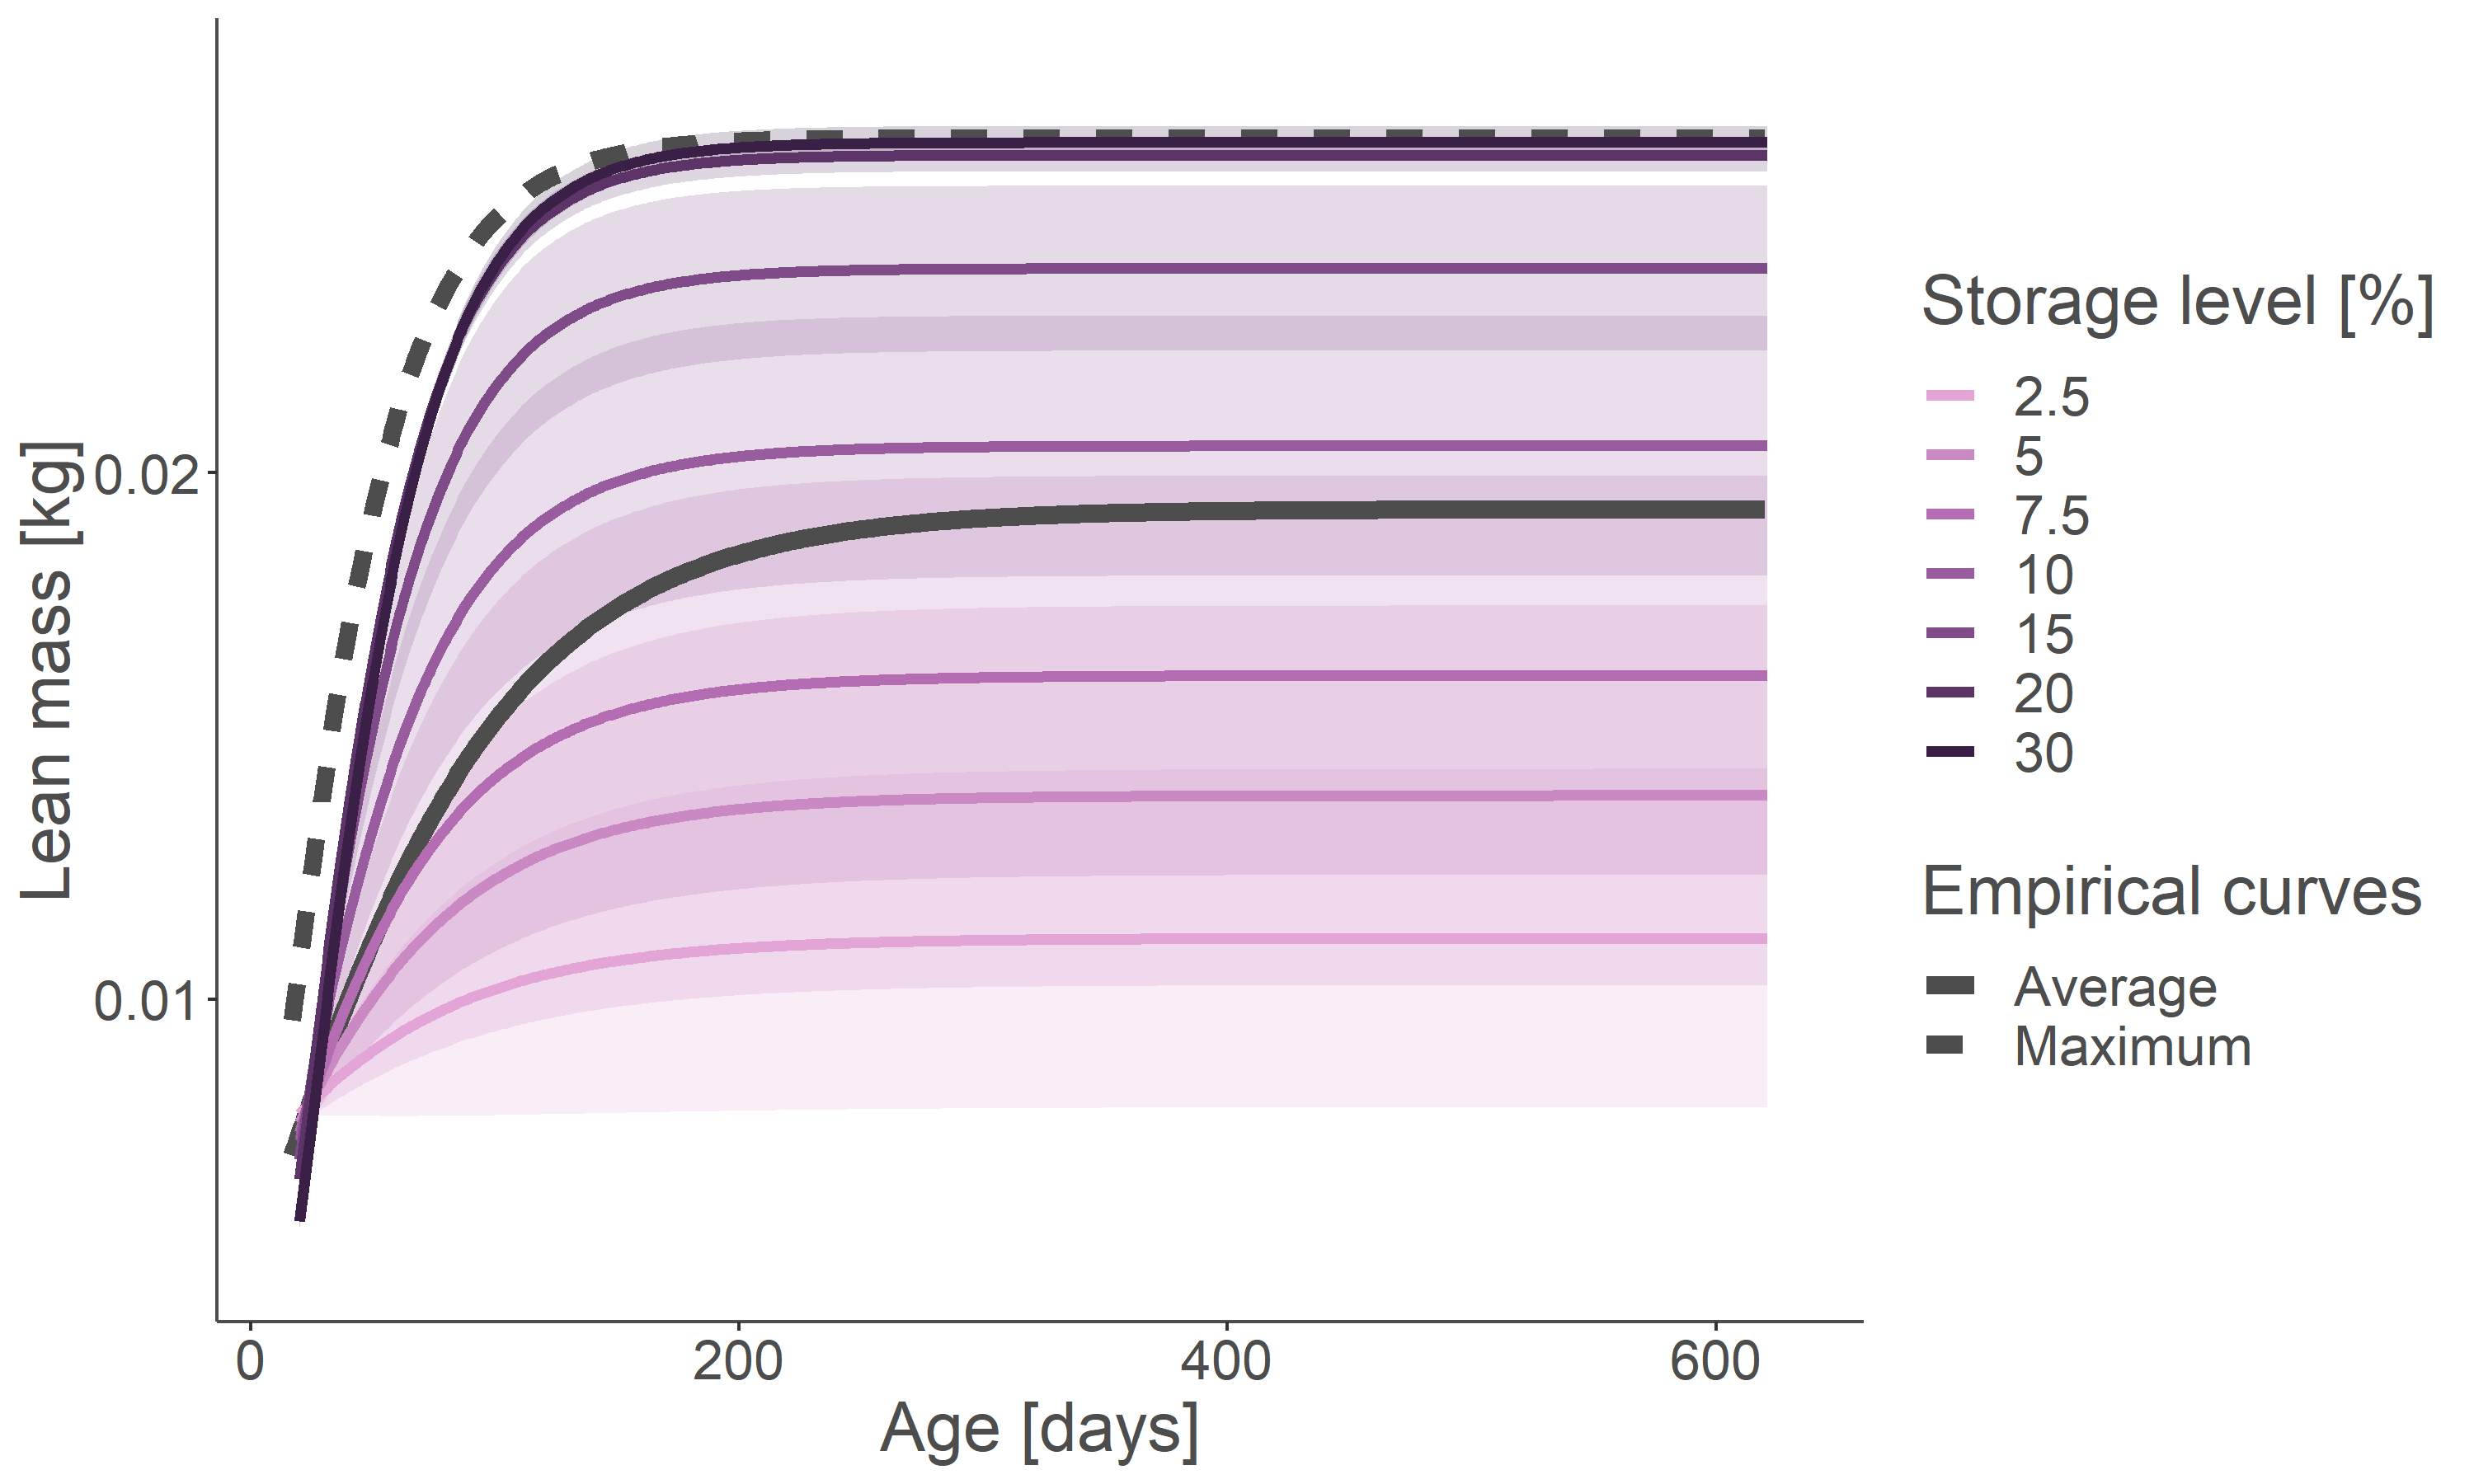 Lean mass [kg]
0.02
0.01
0
200
400
600
Age [days]
Storage level [%]
2.5
5
7.5
10
15
20
30
Empirical curves
Average
Maximum